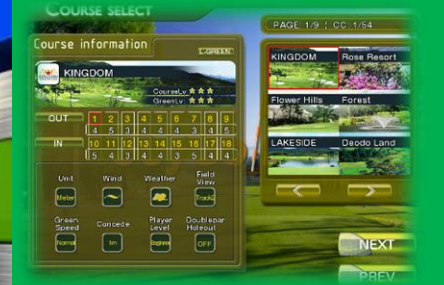 COURSE SELECT
PAGE: 1/9 | CC: 1/54
Course information
L-GREEN
KINGDOM
CourseLv: ★★★
GreenLv: ★★★
OUT 1 2 3 4 5 6 7 8 9
4 5 4 4 4 3 4 3 5
IN 10 11 12 13 14 15 16 17 18
5 4 3 4 4 3 5 4 4
Unit Wind Weather Field View
Meter Track2
Green Speed Concede Player Level Doublepar Holeout
Normal 1m Beginner OFF
KINGDOM Rose Resort
Flower Hills Forest
LAKESIDE Deodo Land
NEXT
PREV